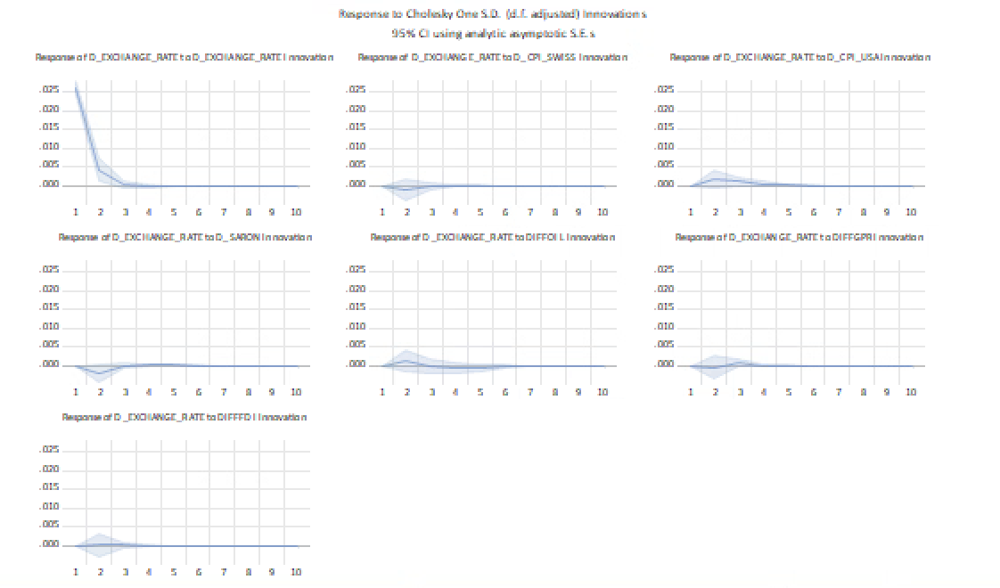 Response to Cholesky One S.D. (d.f. adjusted) Innovations
95% CI using analytic asymptotic S.E.s
Response of D_EXCHANGE_RATE to D_EXCHANGE_RATE Innovation
.025
.020
.015
.010
.005
.000
1 2 3 4 5 6 7 8 9 10
Response of D_EXCHANGE_RATE to D_CPI_SWISS Innovation
.025
.020
.015
.010
.005
.000
1 2 3 4 5 6 7 8 9 10
Response of D_EXCHANGE_RATE to D_CPI_USA Innovation
.025
.020
.015
.010
.005
.000
1 2 3 4 5 6 7 8 9 10
Response of D_EXCHANGE_RATE to D_SARON Innovation
.025
.020
.015
.010
.005
.000
1 2 3 4 5 6 7 8 9 10
Response of D_EXCHANGE_RATE to DIFFOIL Innovation
.025
.020
.015
.010
.005
.000
1 2 3 4 5 6 7 8 9 10
Response of D_EXCHANGE_RATE to DIFFGPRI Innovation
.025
.020
.015
.010
.005
.000
1 2 3 4 5 6 7 8 9 10
Response of D_EXCHANGE_RATE to DIFFFDI Innovation
.025
.020
.015
.010
.005
.000
1 2 3 4 5 6 7 8 9 10